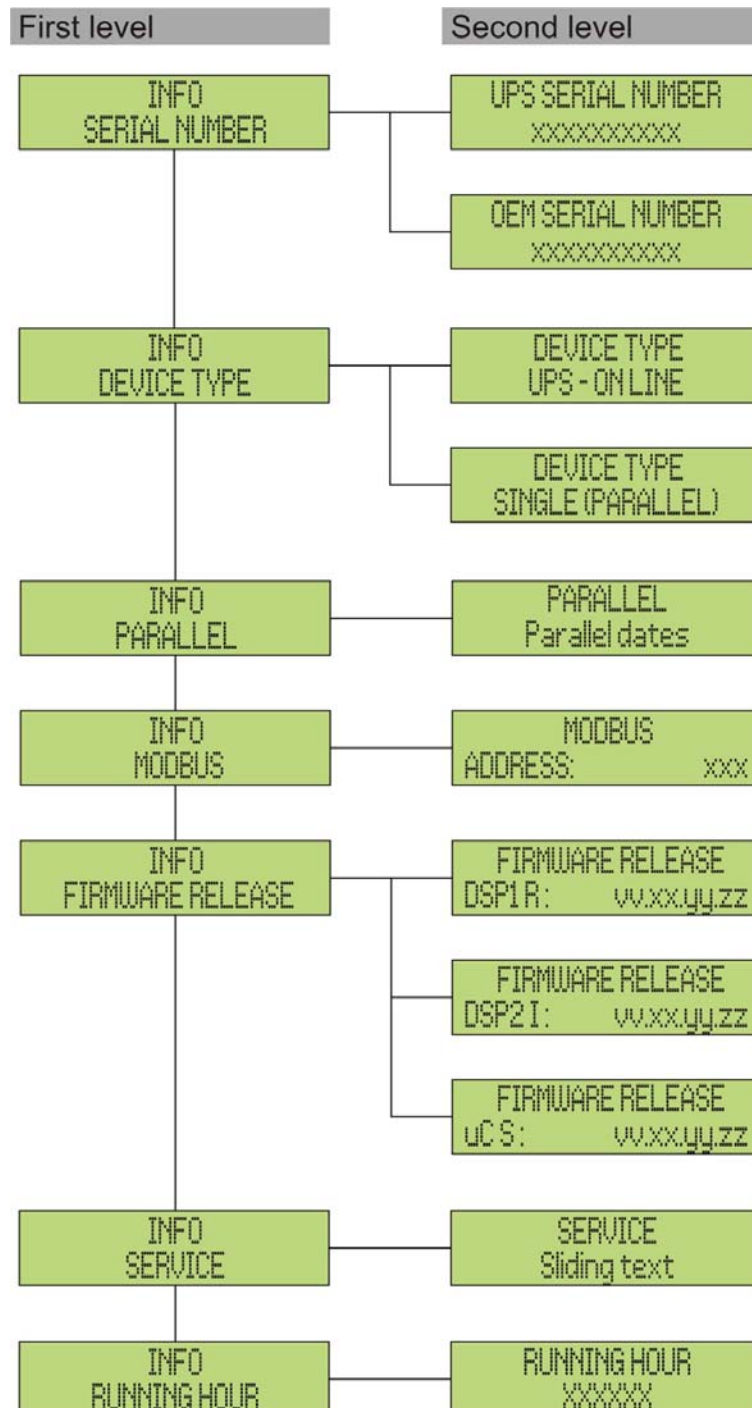 First level
Second level
INFO
SERIAL NUMBER
UPS SERIAL NUMBER
xxxxxxxxxx
OEM SERIAL NUMBER
xxxxxxxxxx
INFO
DEVICE TYPE
DEVICE TYPE
UPS - ON LINE
DEVICE TYPE
SINGLE (PARALLEL)
INFO
PARALLEL
PARALLEL
Parallel dates
INFO
MODBUS
MODBUS
ADDRESS: xxx
INFO
FIRMWARE RELEASE
FIRMWARE RELEASE
DSP1 R: vv.xx.yy.zz
FIRMWARE RELEASE
DSP2 I: vv.xx.yy.zz
FIRMWARE RELEASE
uC S: vv.xx.yy.zz
INFO
SERVICE
SERVICE
Sliding text
INFO
RUNNING HOUR
RUNNING HOUR
XXXXXX